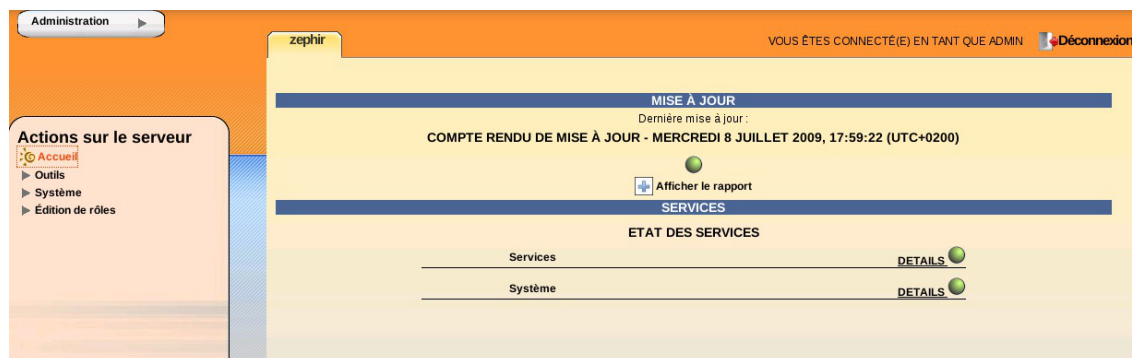 Administration
zephir
VOUS ÊTES CONNECTÉ(E) EN TANT QUE ADMIN
Déconnexion
Actions sur le serveur
Accueil
Outils
Système
Édition de rôles
MISE À JOUR
Dernière mise à jour :
COMPTE RENDU DE MISE À JOUR - MERCREDI 8 JUILLET 2009, 17:59:22 (UTC+0200)
Afficher le rapport
SERVICES
ETAT DES SERVICES
Services DETAILS
Système DETAILS